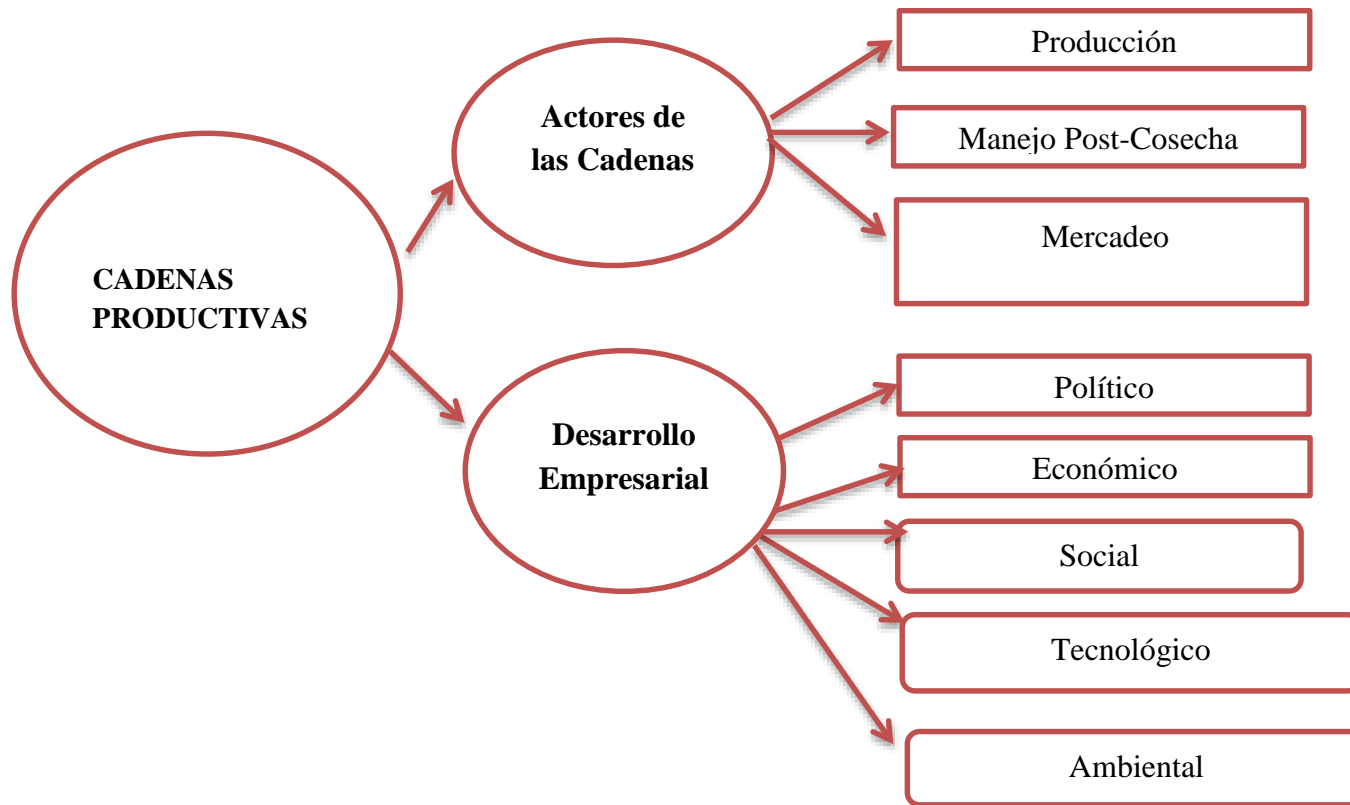 CADENAS
PRODUCTIVAS
Actores de
las Cadenas
Producción
Manejo Post-Cosecha
Mercadeo
Desarrollo
Empresarial
Político
Económico
Social
Tecnológico
Ambiental